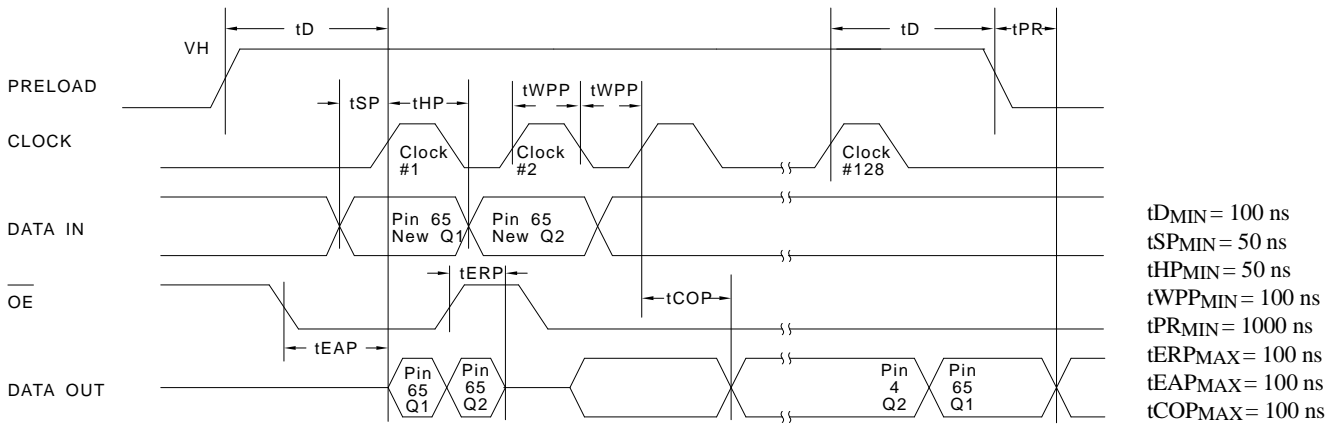 tD
tD
tPR
VH
PRELOAD
tSP
tHP
tWPP
tWPP
CLOCK
Clock
#1
Clock
#2
Clock
#128
DATA IN
Pin 65
New Q1
Pin 65
New Q2
tERP
OE
tCOP
tEAP
DATA OUT
Pin
65
Q1
Pin
65
Q2
Pin
4
Q2
Pin
65
Q1
tDMIN = 100 ns
tSPMIN = 50 ns
tHPMIN = 50 ns
tWPPMIN = 100 ns
tPRMIN = 1000 ns
tERPMAX = 100 ns
tEAPMAX = 100 ns
tCOPMAX = 100 ns